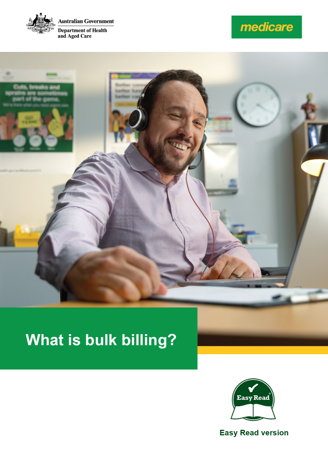 Australian Government
Department of Health
and Aged Care
medicare
Cuts, breaks and
sprains are sometimes
part of the game.
What is bulk billing?
Easy Read
Easy Read version